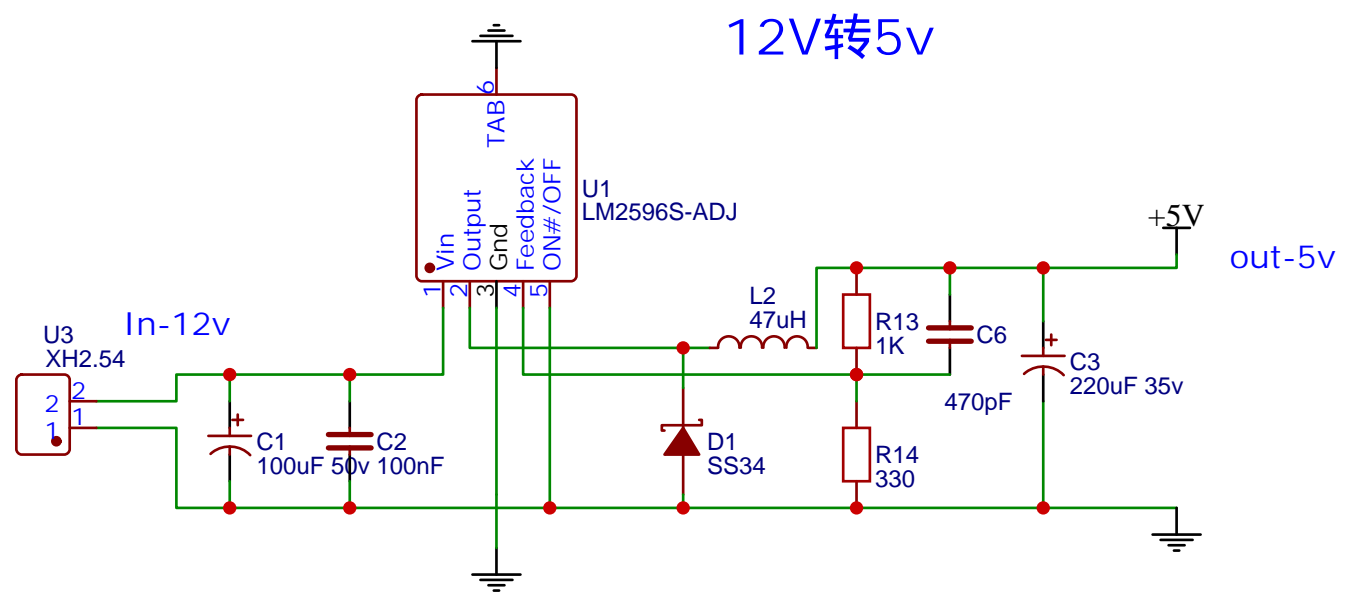 12V转5v
6
TAB
Vin
Output
Gnd
Feedback
ON#/OFF
1
2
3
4
5
U1
LM2596S-ADJ
+5V
out-5v
In-12v
U3
XH2.54
2
1
2
1
C1
100uF 50v
C2
100nF
L2
47uH
D1
SS34
R13
1K
C6
470pF
C3
220uF 35v
R14
330